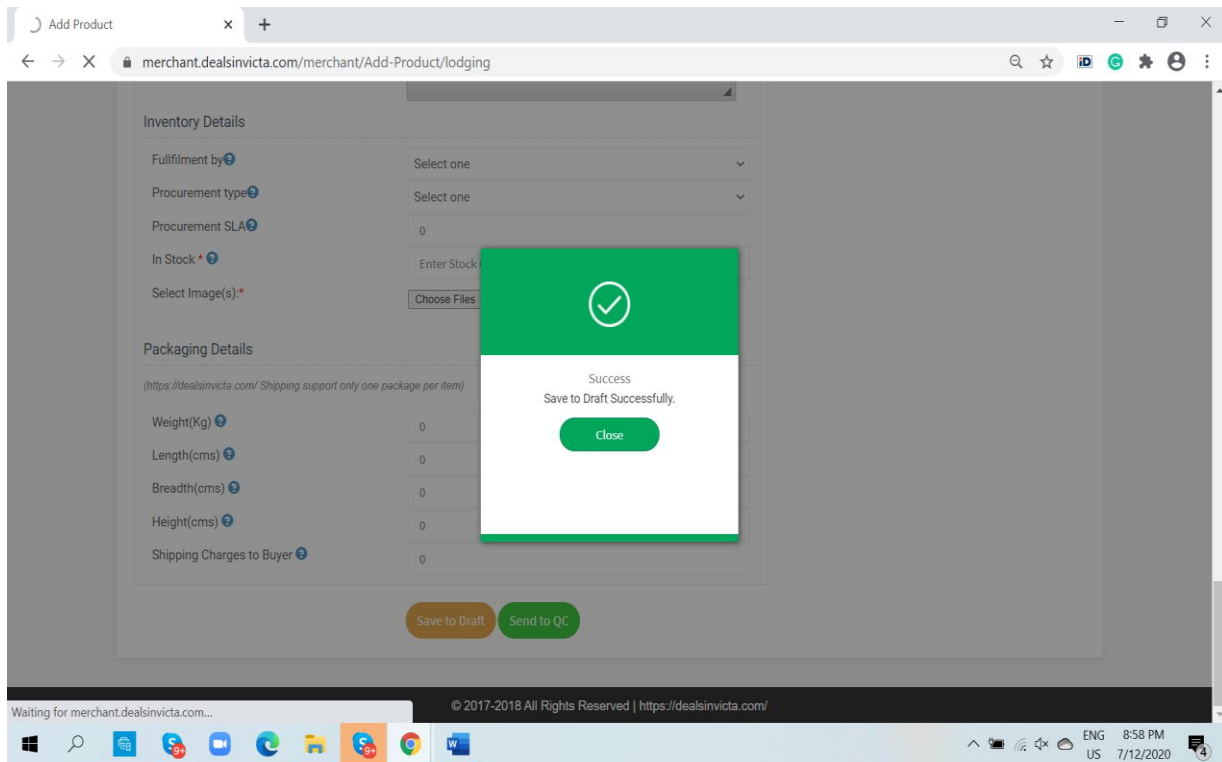 Add Product
merchant.dealsinvicta.com/merchant/Add-Product/lodging
Inventory Details
Fullfilment by
Select one
Procurement type
Select one
Procurement SLA
0
In Stock *
Enter Stock
Select Image(s):*
Choose Files
Packaging Details
(https://dealsinvicta.com/ Shipping support only one package per item)
Weight(Kg)
0
Length(cms)
0
Breadth(cms)
0
Height(cms)
0
Shipping Charges to Buyer
0
Success
Save to Draft Successfully.
Close
Save to Draft Send to QC
© 2017-2018 All Rights Reserved | https://dealsinvicta.com/
Waiting for merchant.dealsinvicta.com...
ENG 8:58 PM
US 7/12/2020